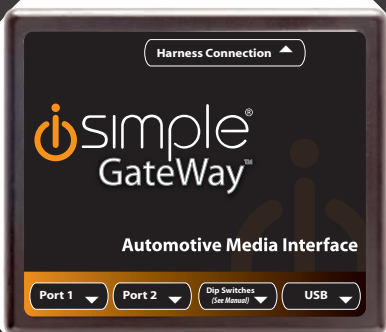 Harness Connection
isimple®
GateWay™
Automotive Media Interface
Port 1
Port 2
Dip Switches
(See Manual)
USB